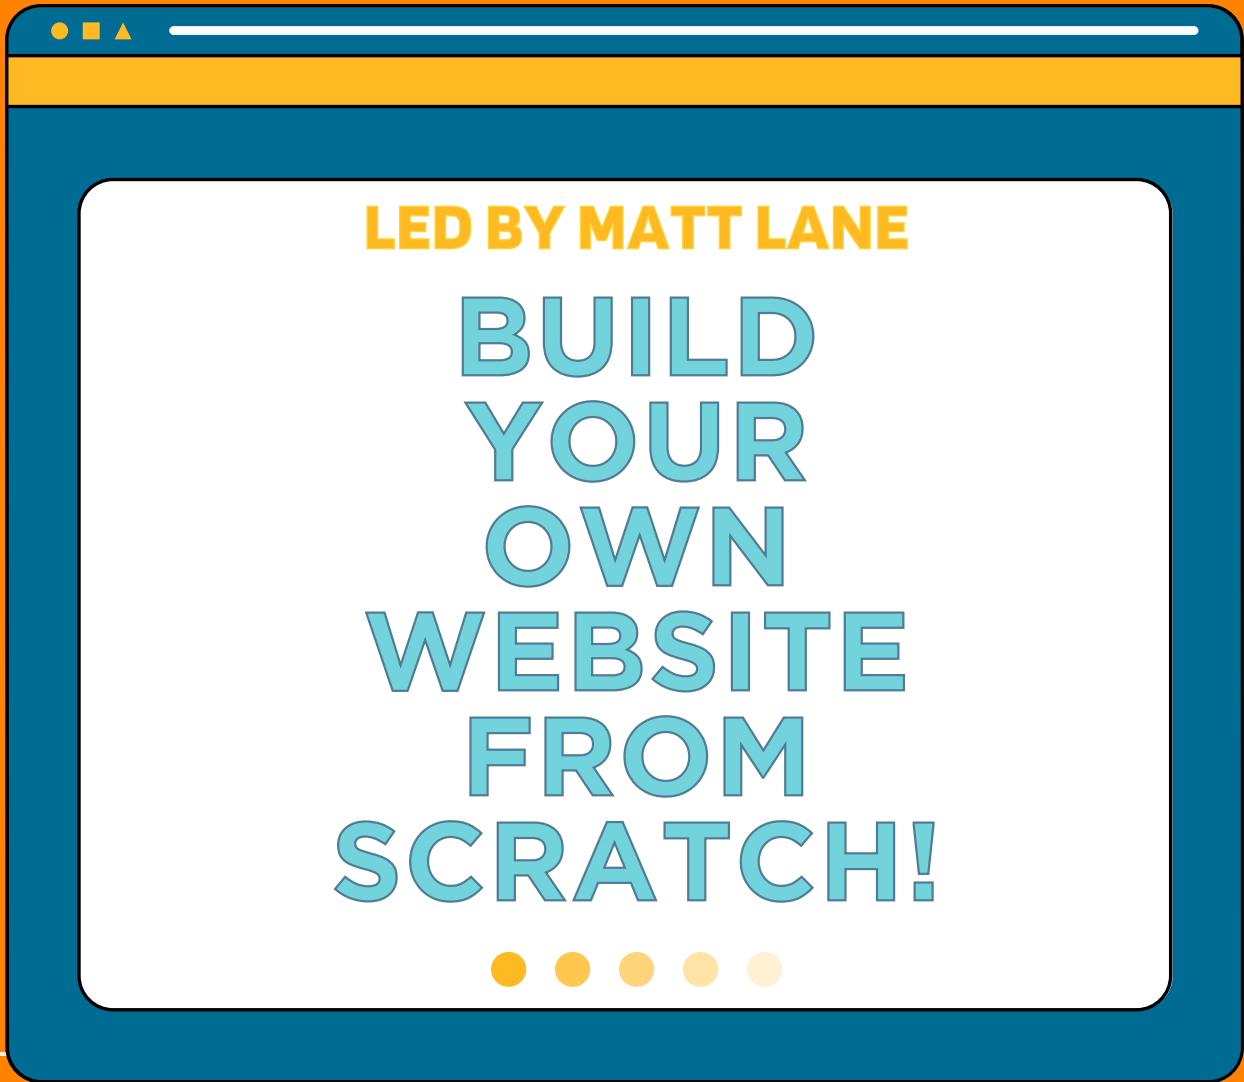 LED BY MATT LANE
BUILD
YOUR
OWN
WEBSITE
FROM
SCRATCH!